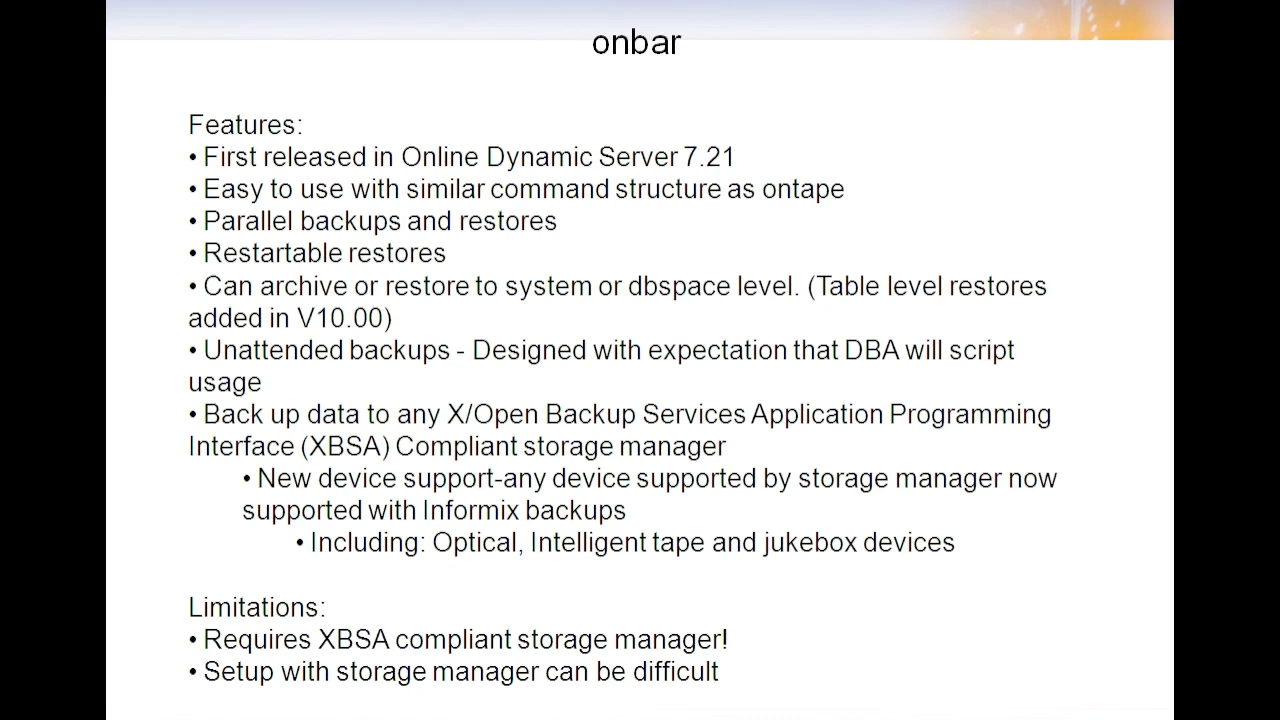 onbar
Features:
• First released in Online Dynamic Server 7.21
• Easy to use with similar command structure as ontape
• Parallel backups and restores
• Restartable restores
• Can archive or restore to system or dbspace level. (Table level restores
added in V10.00)
• Unattended backups - Designed with expectation that DBA will script
usage
• Back up data to any X/Open Backup Services Application Programming
Interface (XBSA) Compliant storage manager
• New device support-any device supported by storage manager now
supported with Informix backups
• Including: Optical, Intelligent tape and jukebox devices
Limitations:
• Requires XBSA compliant storage manager!
• Setup with storage manager can be difficult